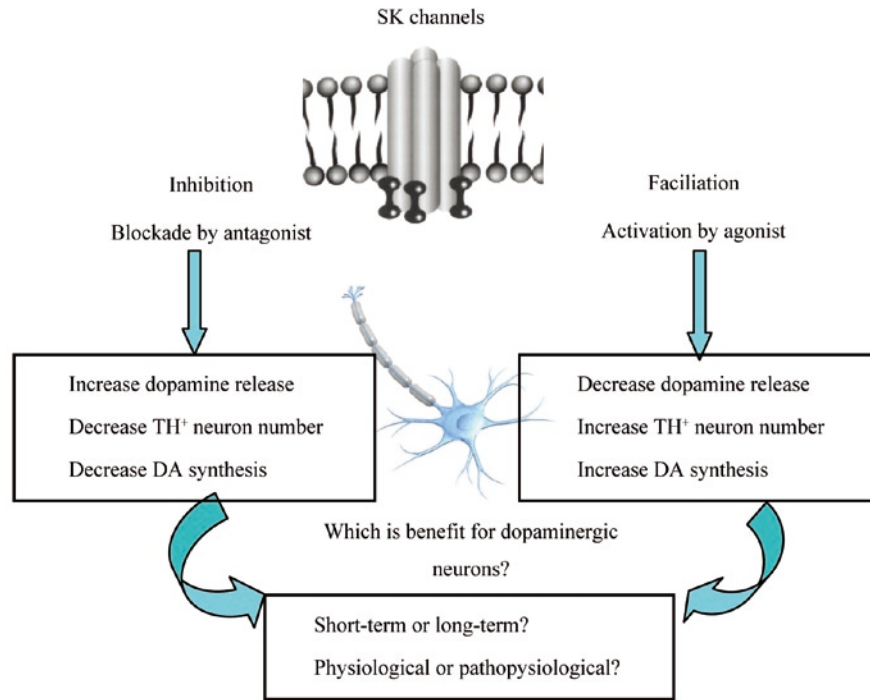 SK channels
Inhibition
Blockade by antagonist
Faciliation
Activation by agonist
Increase dopamine release
Decrease TH⁺ neuron number
Decrease DA synthesis
Decrease dopamine release
Increase TH⁺ neuron number
Increase DA synthesis
Which is benefit for dopaminergic
neurons?
Short-term or long-term?
Physiological or pathopysiological?